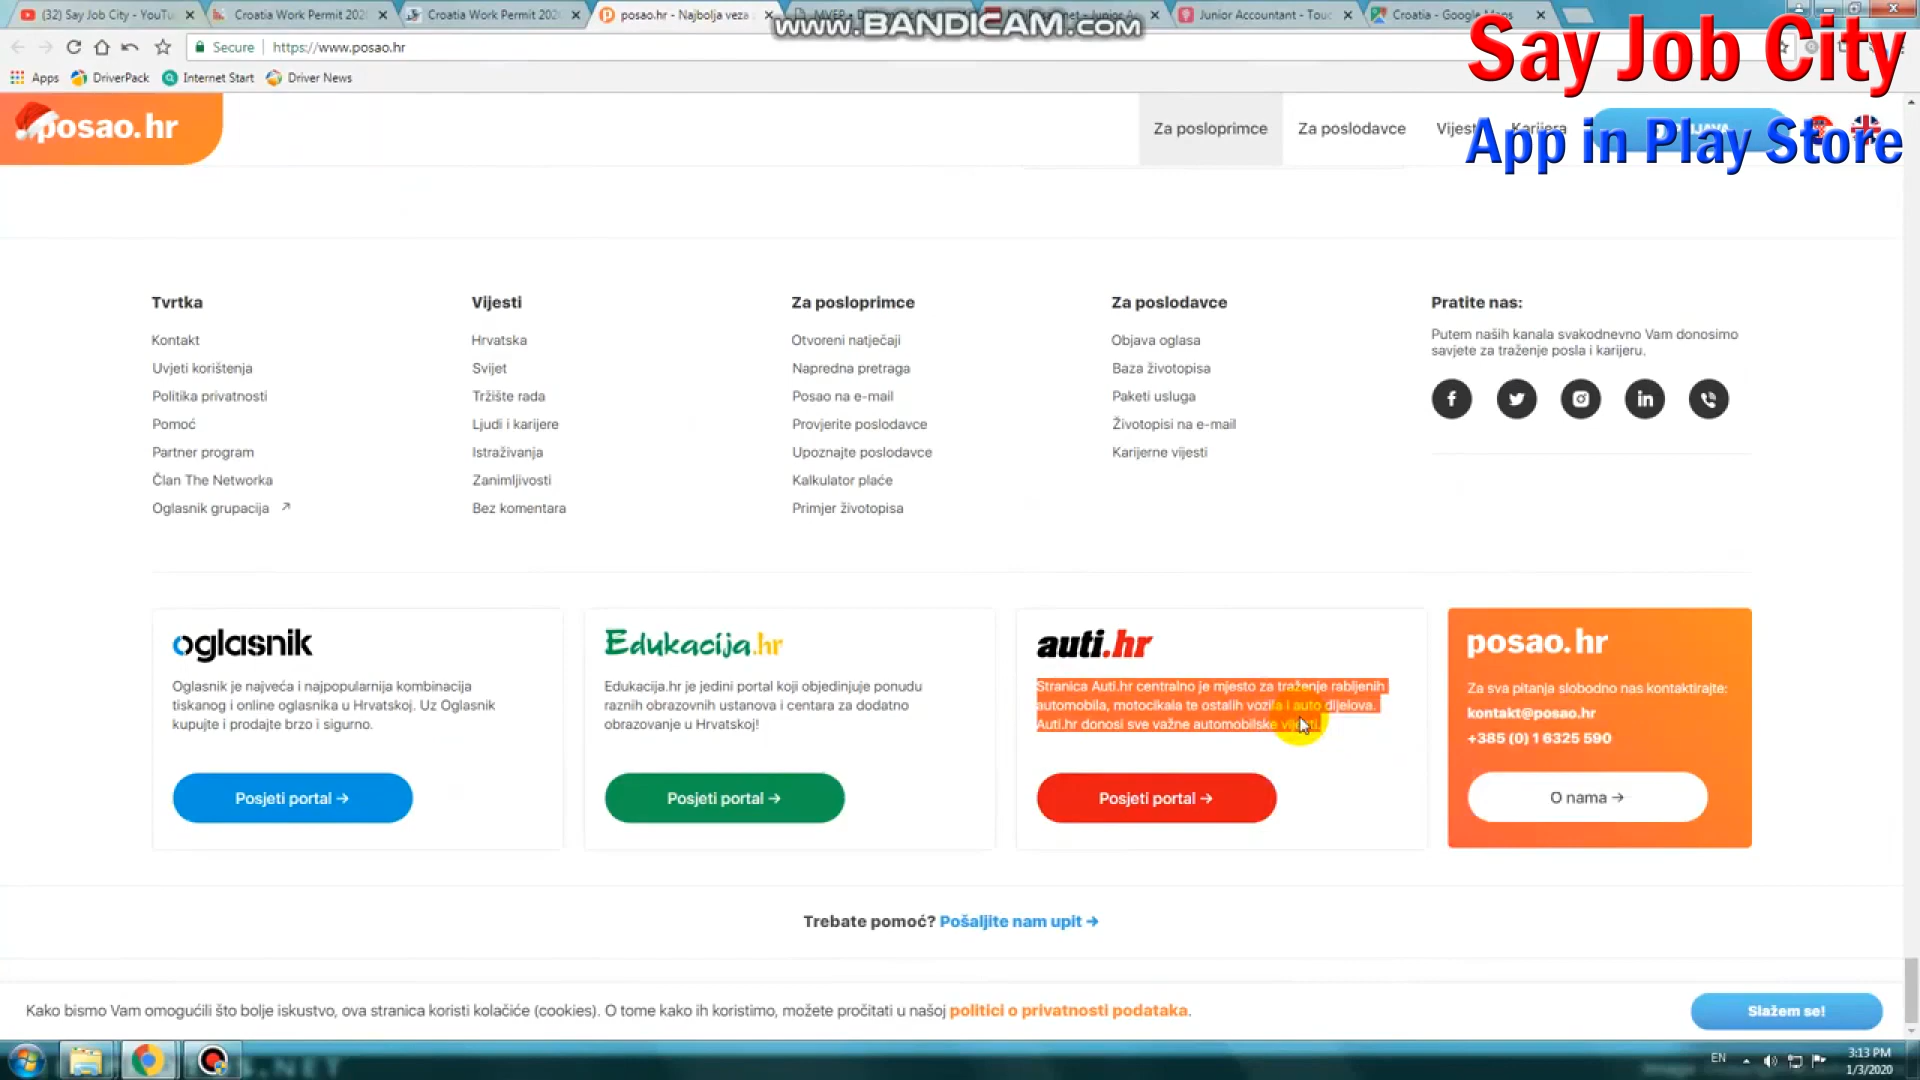 (32) Say Job City - YouTu
Croatia Work Permit 202
Croatia Work Permit 202
posao.hr - Najbolja veza
Junior Accountant - Tou
Croatia - Google Maps
www.BANDICAM.com
Secure
https://www.posao.hr
Say Job City
App in Play Store
Apps
DriverPack
Internet Start
Driver News
posao.hr
Za posloprimce
Za poslodavce
Vijesti
Karijera
Tvrtka
Kontakt
Uvjeti korištenja
Politika privatnosti
Pomoć
Partner program
Član The Networka
Oglasnik grupacija
Vijesti
Hrvatska
Svijet
Tržište rada
Ljudi i karijere
Istraživanja
Zanimljivosti
Bez komentara
Za posloprimce
Otvoreni natječaji
Napredna pretraga
Posao na e-mail
Provjerite poslodavce
Upoznajte poslodavce
Kalkulator plaće
Primjer životopisa
Za poslodavce
Objava oglasa
Baza životopisa
Paketi usluga
Životopisi na e-mail
Karijerne vijesti
Pratite nas:
Putem naših kanala svakodnevno Vam donosimo
savjete za traženje posla i karijeru.
oglasnik
Oglasnik je najveća i najpopularnija kombinacija
tiskanog i online oglasnika u Hrvatskoj. Uz Oglasnik
kupujte i prodajte brzo i sigurno.
Posjeti portal →
Edukacija.hr
Edukacija.hr je jedini portal koji objedinjuje ponudu
raznih obrazovnih ustanova i centara za dodatno
obrazovanje u Hrvatskoj!
Posjeti portal →
auti.hr
Stranica Auti.hr centralno je mjesto za traženje rabljenih
automobila, motocikala te ostalih vozila i auto dijelova.
Auti.hr donosi sve važne automobilske vijesti.
Posjeti portal →
posao.hr
Za sva pitanja slobodno nas kontaktirajte:
kontakt@posao.hr
+385 (0) 1 6325 590
O nama →
Trebate pomoć? Pošaljite nam upit →
Kako bismo Vam omogućili što bolje iskustvo, ova stranica koristi kolačiće (cookies). O tome kako ih koristimo, možete pročitati u našoj politici o privatnosti podataka.
Slažem se!
EN
3:13 PM
1/3/2020